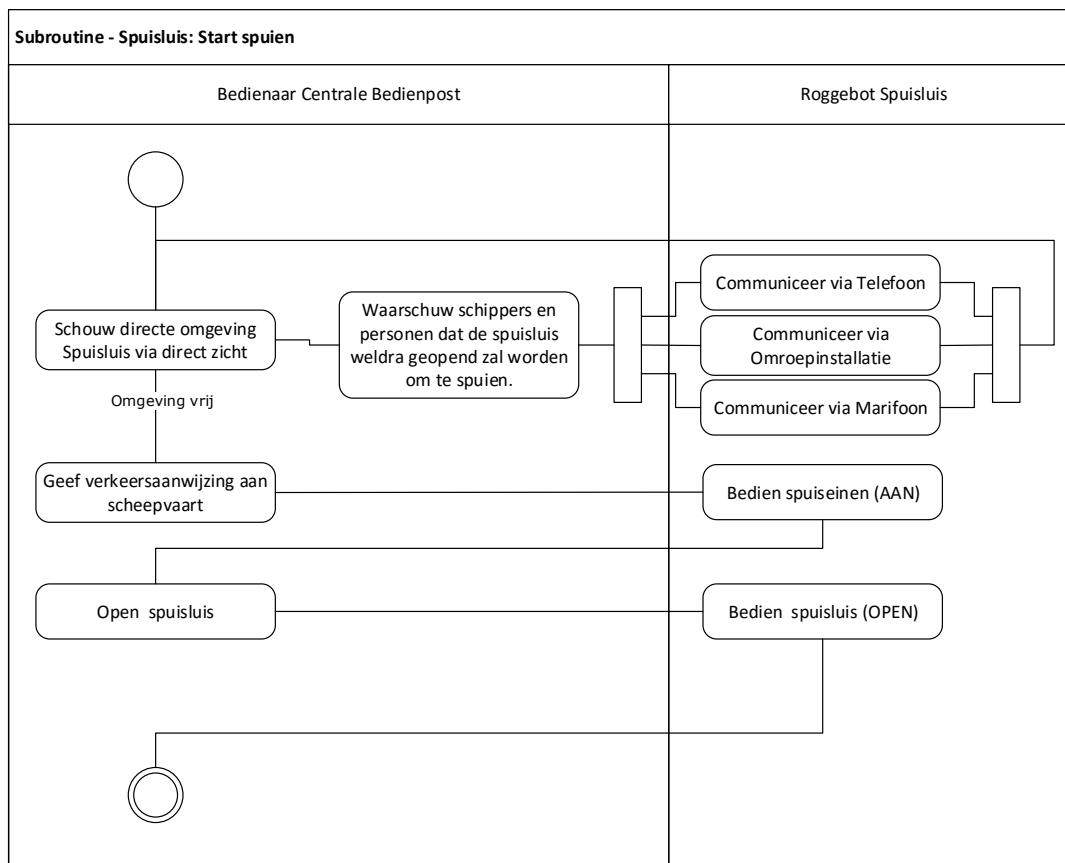 Subroutine - Spuisluis: Start spuien
Bedienaar Centrale Bedienpost
Roggebot Spuisluis
Communiceer via Telefoon
Schouw directe omgeving
Spuisluis via direct zicht
Waarschuw schippers en
personen dat de spuisluis
weldra geopend zal worden
om te spuien.
Communiceer via
Omroepinstallatie
Communiceer via Marifoon
Omgeving vrij
Geef verkeersaanwijzing aan
scheepvaart
Bedien spuiseinen (AAN)
Open spuisluis
Bedien spuisluis (OPEN)